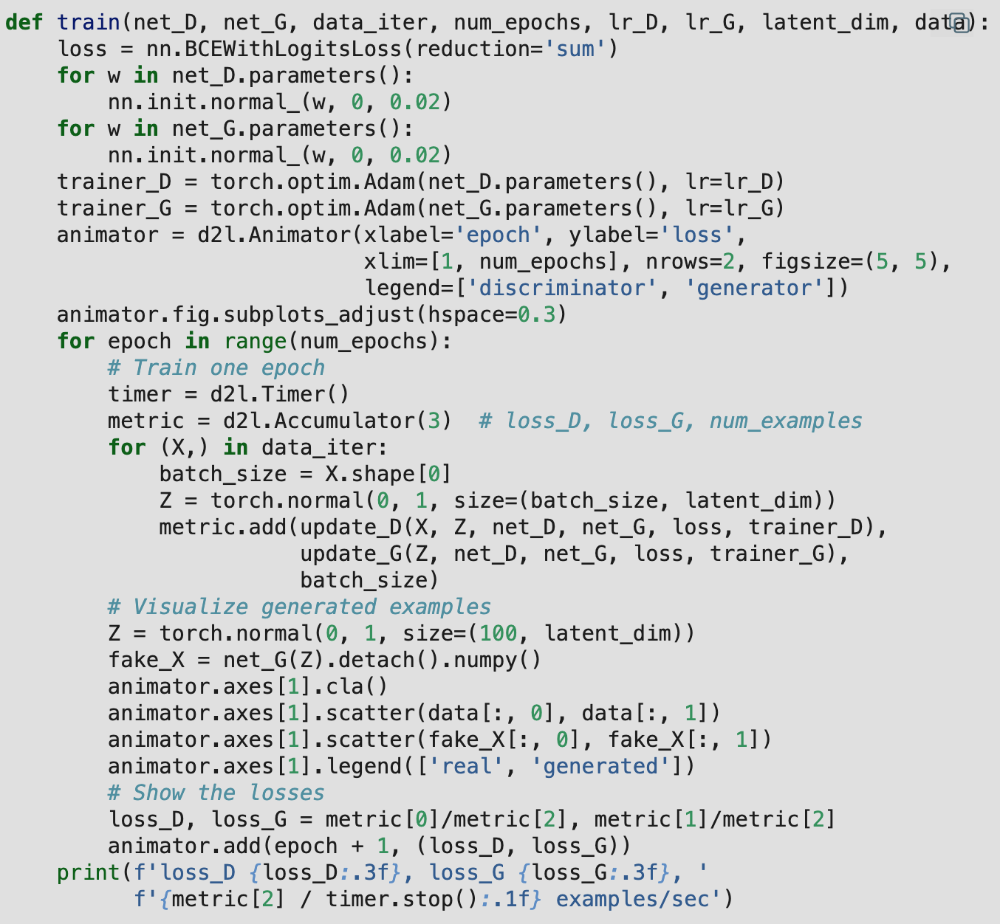 def train(net_D, net_G, data_iter, num_epochs, lr_D, lr_G, latent_dim, data):
    loss = nn.BCEWithLogitsLoss(reduction='sum')
    for w in net_D.parameters():
        nn.init.normal_(w, 0, 0.02)
    for w in net_G.parameters():
        nn.init.normal_(w, 0, 0.02)
    trainer_D = torch.optim.Adam(net_D.parameters(), lr=lr_D)
    trainer_G = torch.optim.Adam(net_G.parameters(), lr=lr_G)
    animator = d2l.Animator(xlabel='epoch', ylabel='loss',
                            xlim=[1, num_epochs], nrows=2, figsize=(5, 5),
                            legend=['discriminator', 'generator'])
    animator.fig.subplots_adjust(hspace=0.3)
    for epoch in range(num_epochs):
        # Train one epoch
        timer = d2l.Timer()
        metric = d2l.Accumulator(3)  # loss_D, loss_G, num_examples
        for (X,) in data_iter:
            batch_size = X.shape[0]
            Z = torch.normal(0, 1, size=(batch_size, latent_dim))
            metric.add(update_D(X, Z, net_D, net_G, loss, trainer_D),
                       update_G(Z, net_D, net_G, loss, trainer_G),
                       batch_size)
        # Visualize generated examples
        Z = torch.normal(0, 1, size=(100, latent_dim))
        fake_X = net_G(Z).detach().numpy()
        animator.axes[1].cla()
        animator.axes[1].scatter(data[:, 0], data[:, 1])
        animator.axes[1].scatter(fake_X[:, 0], fake_X[:, 1])
        animator.axes[1].legend(['real', 'generated'])
        # Show the losses
        loss_D, loss_G = metric[0]/metric[2], metric[1]/metric[2]
        animator.add(epoch + 1, (loss_D, loss_G))
    print(f'loss_D {loss_D:.3f}, loss_G {loss_G:.3f}, '
          f'{metric[2] / timer.stop():.1f} examples/sec')